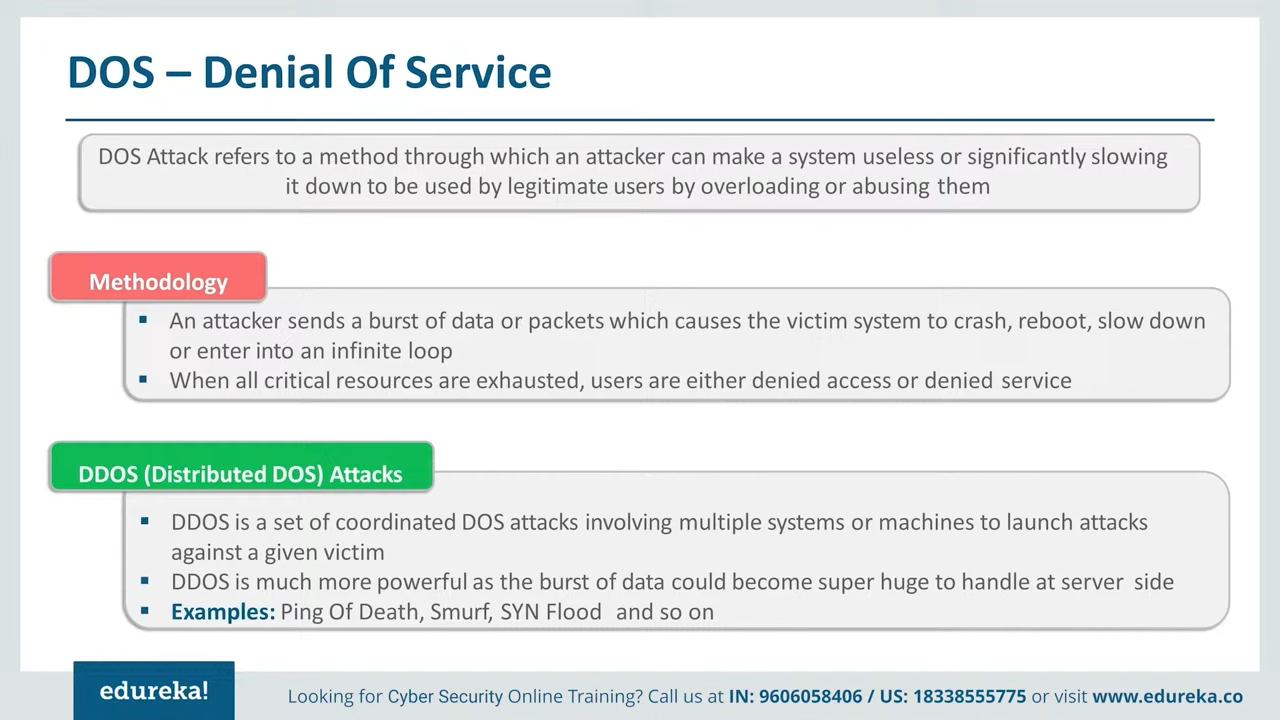 DOS – Denial Of Service
DOS Attack refers to a method through which an attacker can make a system useless or significantly slowing
it down to be used by legitimate users by overloading or abusing them
Methodology
▪ An attacker sends a burst of data or packets which causes the victim system to crash, reboot, slow down
or enter into an infinite loop
▪ When all critical resources are exhausted, users are either denied access or denied service
DDOS (Distributed DOS) Attacks
▪ DDOS is a set of coordinated DOS attacks involving multiple systems or machines to launch attacks
against a given victim
▪ DDOS is much more powerful as the burst of data could become super huge to handle at server side
▪ Examples: Ping Of Death, Smurf, SYN Flood and so on
edureka!
Looking for Cyber Security Online Training? Call us at IN: 9606058406 / US: 18338555775 or visit www.edureka.co